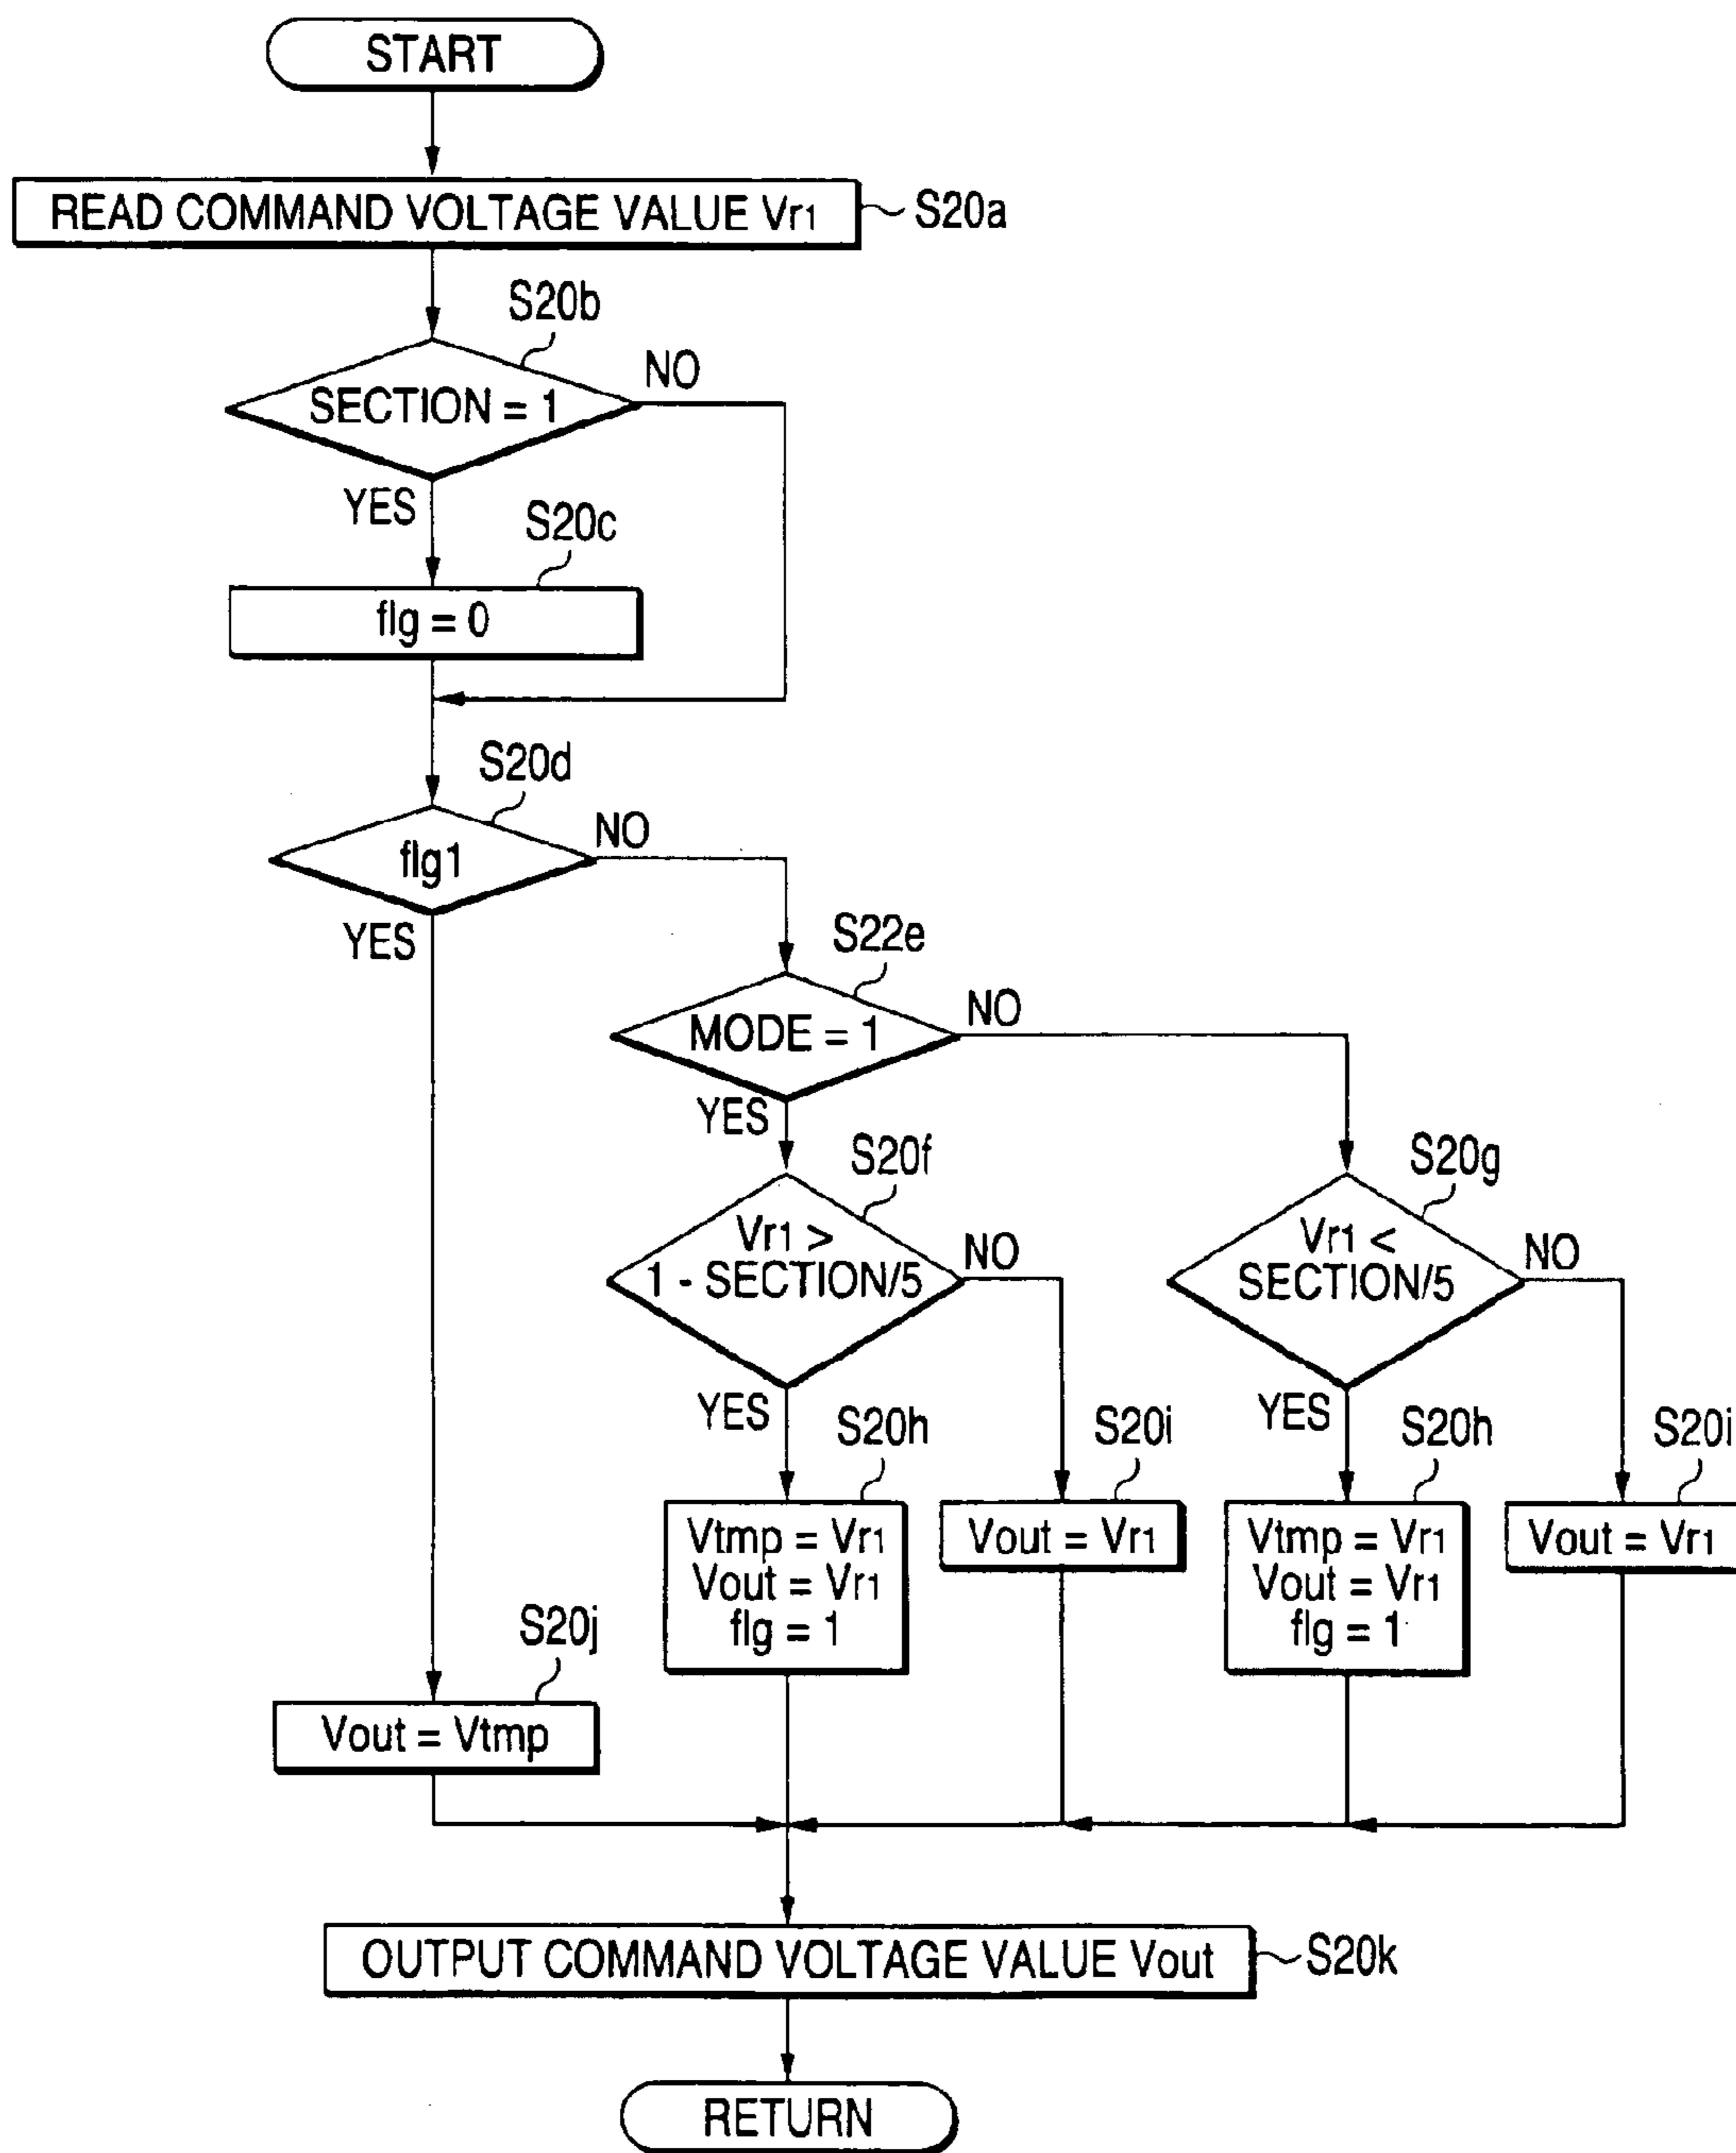 START
READ COMMAND VOLTAGE VALUE Vr1
S20a
S20b
SECTION = 1
NO
YES
S20c
flg = 0
S20d
flg1
NO
YES
S22e
MODE = 1
NO
YES
S20f
Vr1 >
1 - SECTION/5
NO
YES
S20g
Vr1 <
SECTION/5
NO
YES
S20h
Vtmp = Vr1
Vout = Vr1
flg = 1
S20i
Vout = Vr1
S20h
Vtmp = Vr1
Vout = Vr1
flg = 1
S20i
Vout = Vr1
S20j
Vout = Vtmp
OUTPUT COMMAND VOLTAGE VALUE Vout
S20k
RETURN